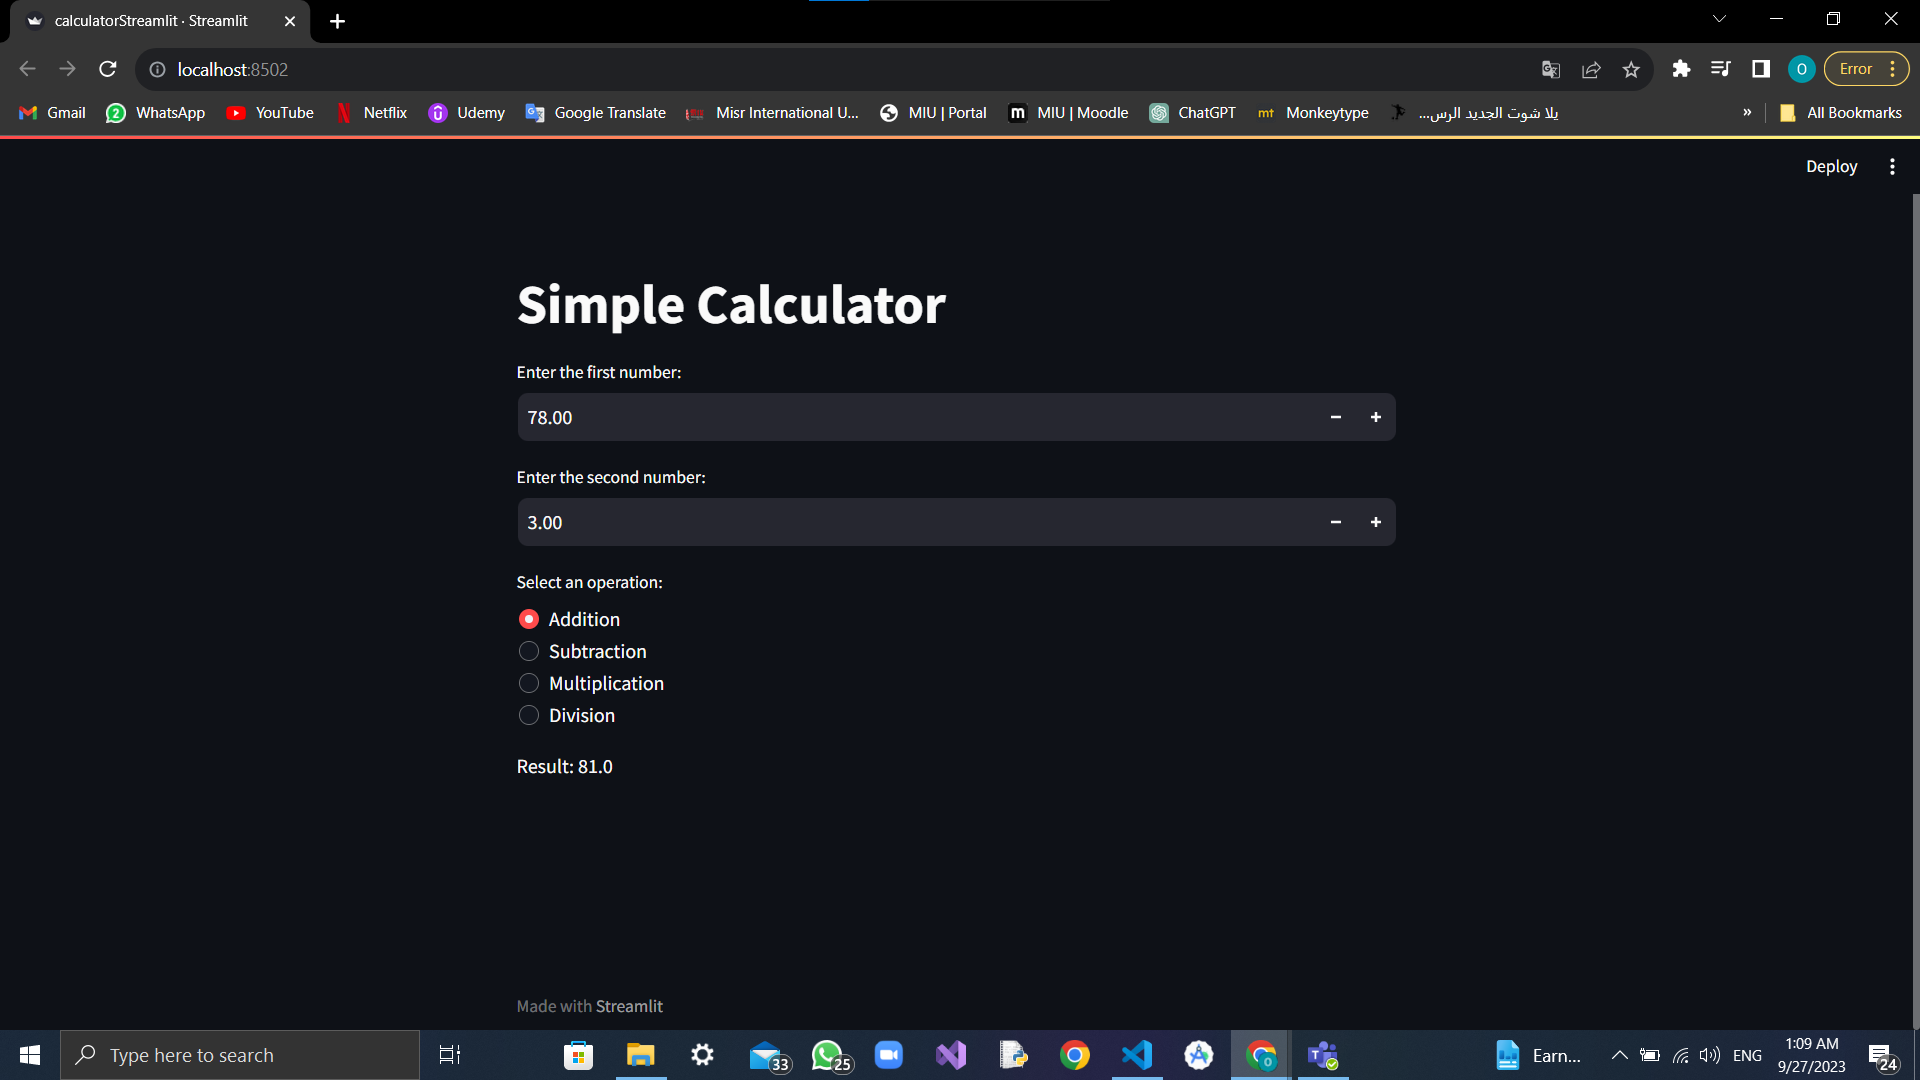 calculatorStreamlit · Streamlit
localhost:8502
O
Error
Gmail
2 WhatsApp
YouTube
Netflix
Udemy
Google Translate
Misr International U...
MIU | Portal
m MIU | Moodle
ChatGPT
mt Monkeytype
يلا شوت الجديد الرس...
»
All Bookmarks
Deploy
Simple Calculator
Enter the first number:
78.00
Enter the second number:
3.00
Select an operation:
Addition
Subtraction
Multiplication
Division
Result: 81.0
Made with Streamlit
Type here to search
33
25
Earn...
ENG
1:09 AM
9/27/2023
24